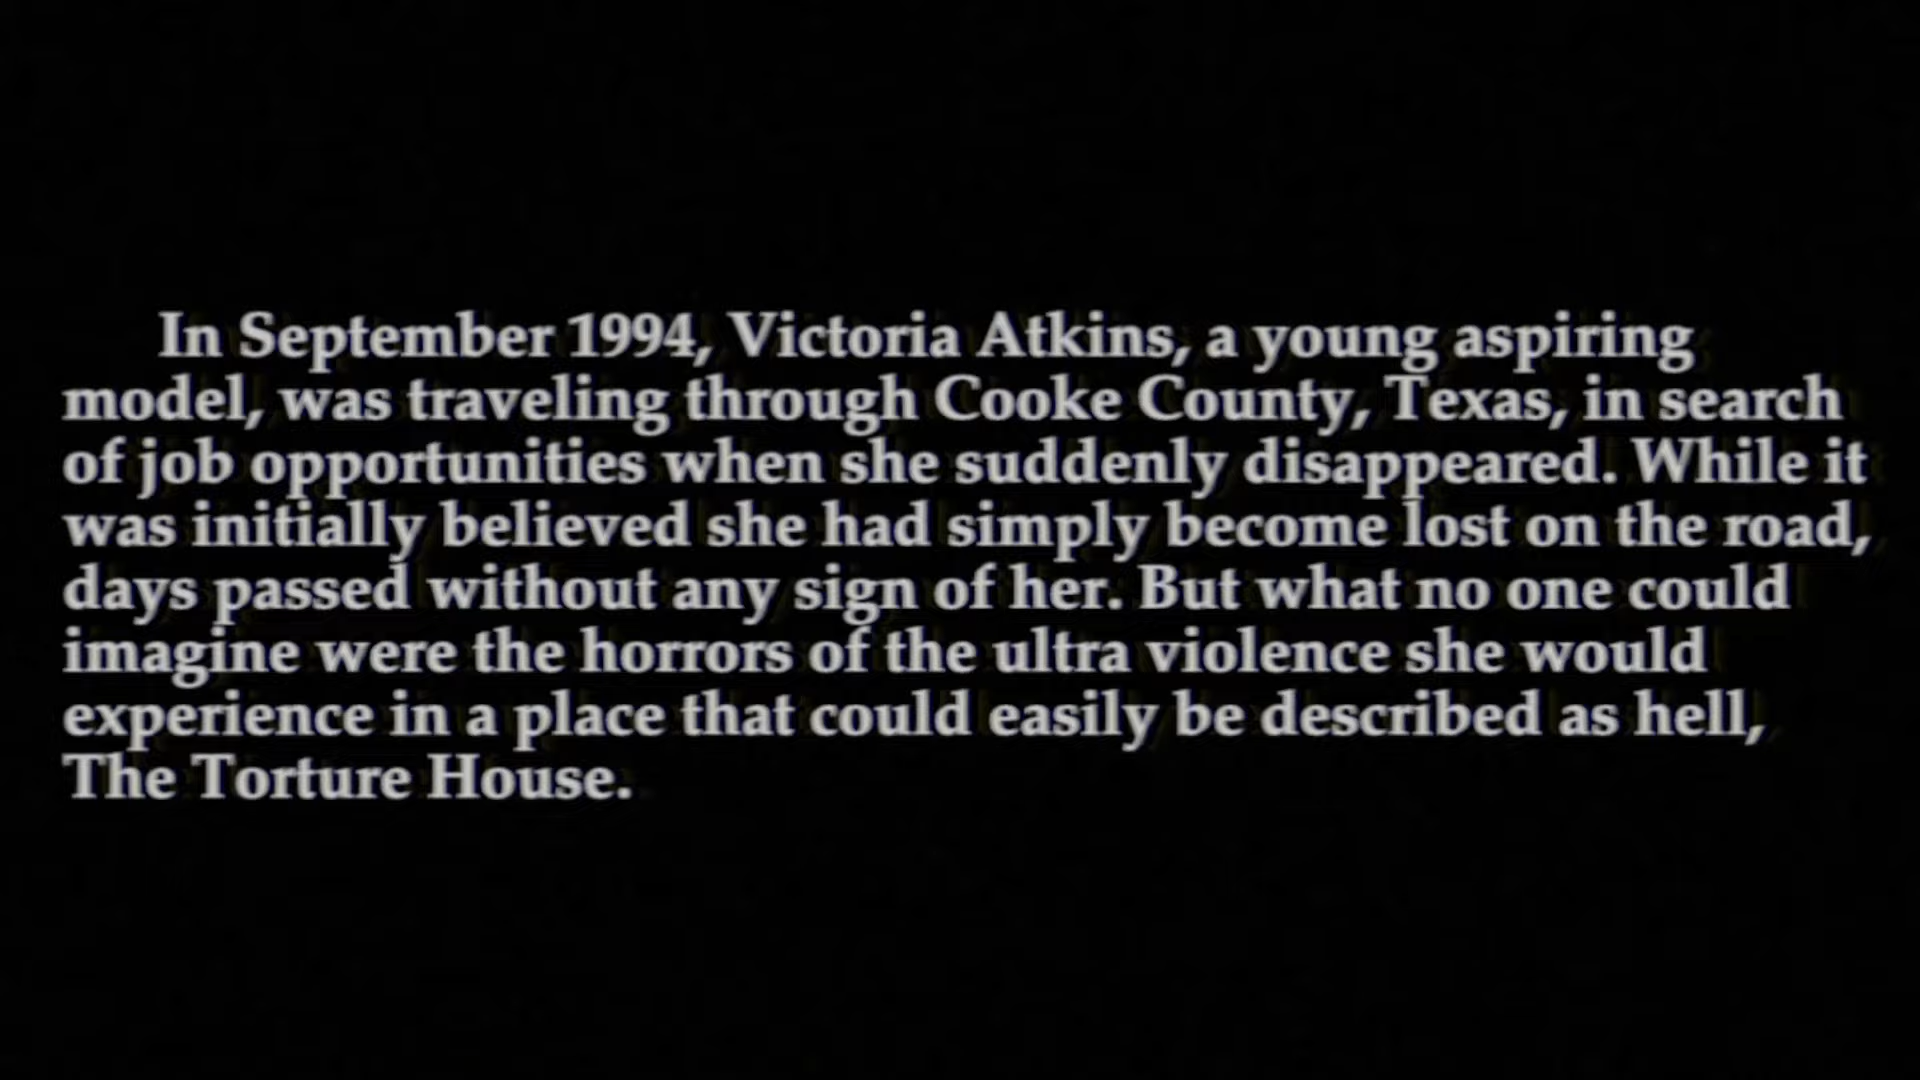 In September 1994, Victoria Atkins, a young aspiring
model, was traveling through Cooke County, Texas, in search
of job opportunities when she suddenly disappeared. While it
was initially believed she had simply become lost on the road,
days passed without any sign of her. But what no one could
imagine were the horrors of the ultra violence she would
experience in a place that could easily be described as hell,
The Torture House.